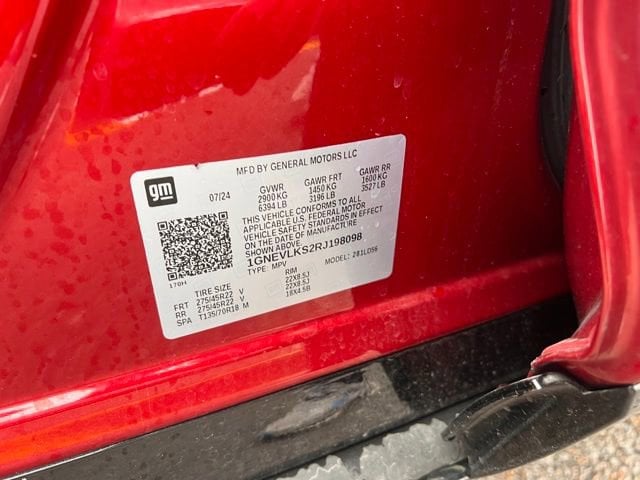 MFD BY GENERAL MOTORS LLC
gm
07/24 GVWR GAWR FRT GAWR RR
2900 KG 1450 KG 1600 KG
6394 LB 3196 LB 3527 LB
THIS VEHICLE CONFORMS TO ALL
APPLICABLE U.S. FEDERAL MOTOR
VEHICLE SAFETY STANDARDS IN EFFECT
ON THE DATE OF MANUFACTURE
SHOWN ABOVE.
1GNEVLKS2RJ198098
TYPE: MPV MODEL: 281LD56
170H
TIRE SIZE RIM
FRT 275/45R22 V 22X8.5J
RR 275/45R22 V 22X8.5J
SPA T135/70R18 M 18X4.5B